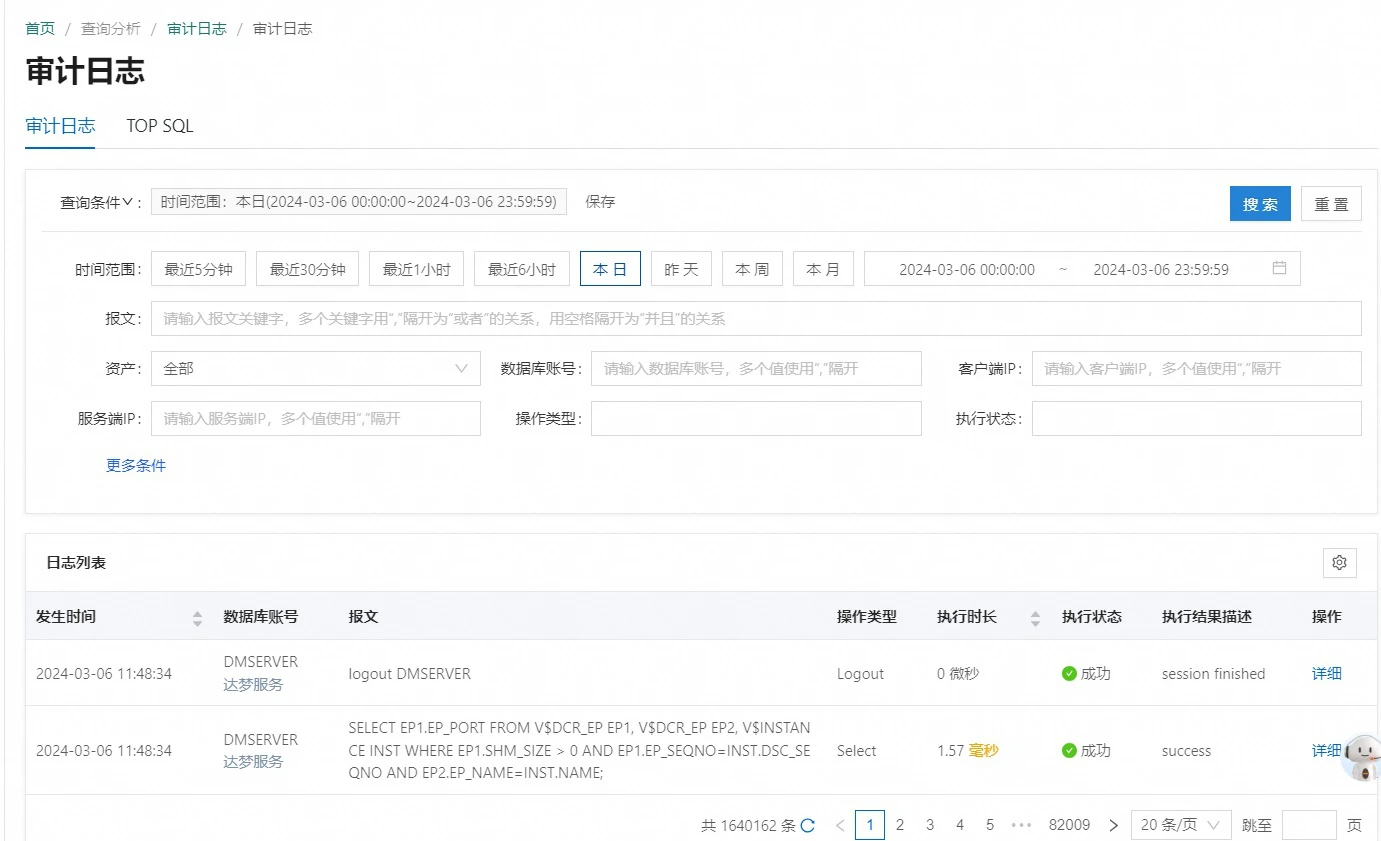 首页 / 查询分析 / 审计日志 / 审计日志
审计日志
审计日志 TOP SQL
查询条件 : 时间范围：本日(2024-03-06 00:00:00~2024-03-06 23:59:59) 保存 搜 索 重 置
时间范围: 最近5分钟 最近30分钟 最近1小时 最近6小时 本 日 昨 天 本 周 本 月 2024-03-06 00:00:00 ~ 2024-03-06 23:59:59
报文: 请输入报文关键字，多个关键字用","隔开为"或者"的关系，用空格隔开为"并且"的关系
资产: 全部 数据库账号: 请输入数据库账号，多个值使用","隔开 客户端IP: 请输入客户端IP，多个值使用","隔开
服务端IP: 请输入服务端IP，多个值使用","隔开 操作类型: 执行状态:
更多条件
日志列表
发生时间 数据库账号 报文 操作类型 执行时长 执行状态 执行结果描述 操作
2024-03-06 11:48:34 DMSERVER logout DMSERVER Logout 0 微秒 成功 session finished 详细
达梦服务
SELECT EP1.EP_PORT FROM V$DCR_EP EP1, V$DCR_EP EP2, V$INSTAN
2024-03-06 11:48:34 DMSERVER CE INST WHERE EP1.SHM_SIZE > 0 AND EP1.EP_SEQNO=INST.DSC_SE Select 1.57 毫秒 成功 success 详细
达梦服务 QNO AND EP2.EP_NAME=INST.NAME;
共 1640162 条 < 1 2 3 4 5 ••• 82009 > 20 条/页 跳至 页